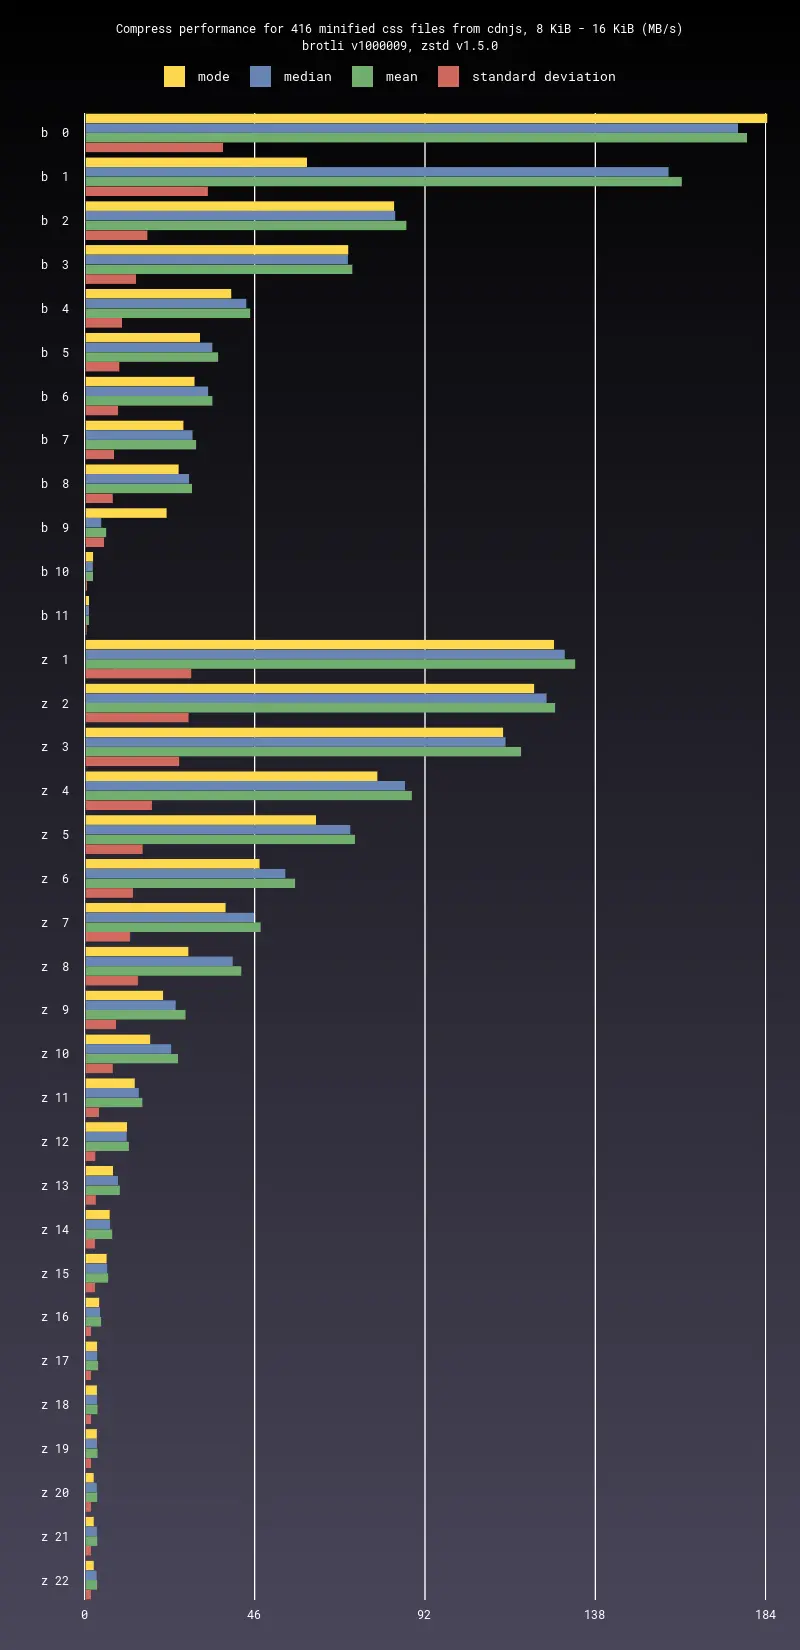 Compress performance for 416 minified css files from cdnjs, 8 KiB - 16 KiB (MB/s)
brotli v1000009, zstd v1.5.0
mode median mean standard deviation
b 0
b 1
b 2
b 3
b 4
b 5
b 6
b 7
b 8
b 9
b 10
b 11
z 1
z 2
z 3
z 4
z 5
z 6
z 7
z 8
z 9
z 10
z 11
z 12
z 13
z 14
z 15
z 16
z 17
z 18
z 19
z 20
z 21
z 22
0 46 92 138 184